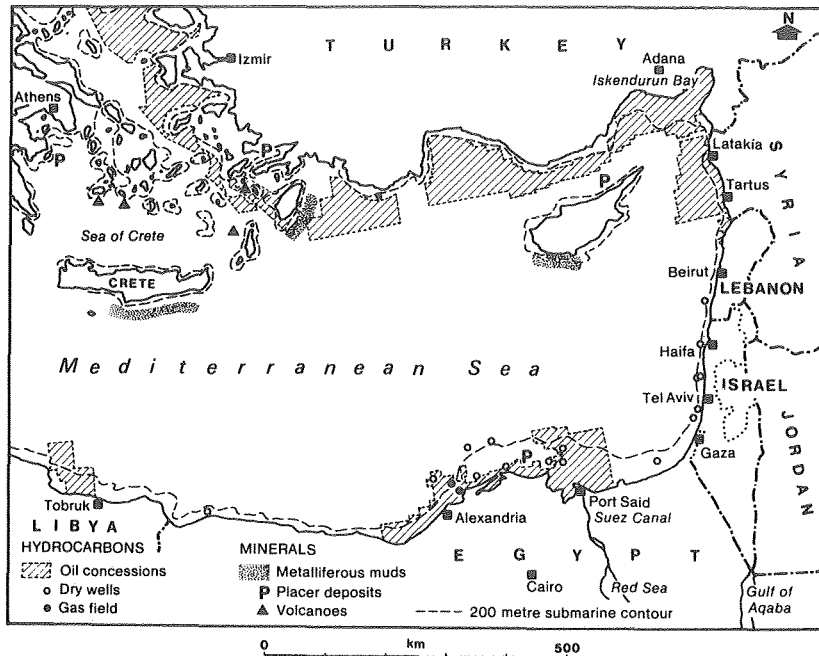 N
T U R K E Y
Izmir
Adana
Iskendurun Bay
Athens
P
P
P
Latakia
Tartus
S Y R I A
Sea of Crete
CRETE
Beirut
LEBANON
Mediterranean Sea
Haifa
ISRAEL
Tel Aviv
JORDAN
Gaza
P
Tobruk
Port Said
Suez Canal
LIBYA
Alexandria
HYDROCARBONS
Oil concessions
Dry wells
Gas field
MINERALS
Metalliferous muds
P Placer deposits
Volcanoes
E G Y P T
Cairo
Red Sea
Gulf of
Aqaba
200 metre submarine contour
0 km 500